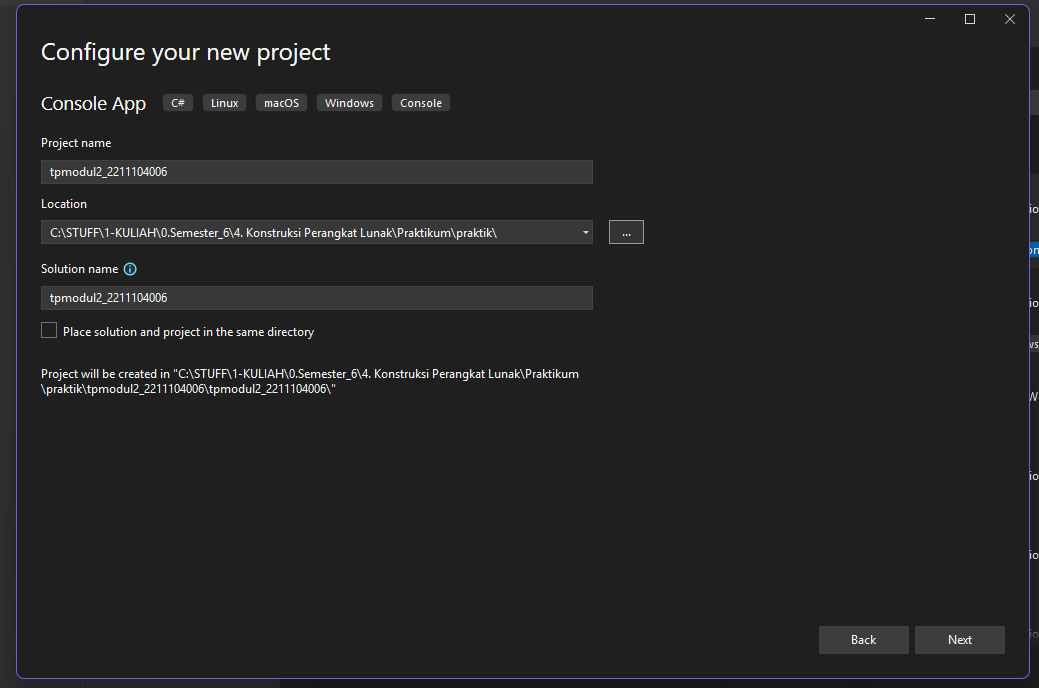 Configure your new project
Console App C# Linux macOS Windows Console
Project name
tpmodul2_2211104006
Location
C:\STUFF\1-KULIAH\0.Semester_6\4. Konstruksi Perangkat Lunak\Praktikum\praktik\
...
Solution name
tpmodul2_2211104006
Place solution and project in the same directory
Project will be created in "C:\STUFF\1-KULIAH\0.Semester_6\4. Konstruksi Perangkat Lunak\Praktikum
\praktik\tpmodul2_2211104006\tpmodul2_2211104006\"
Back Next